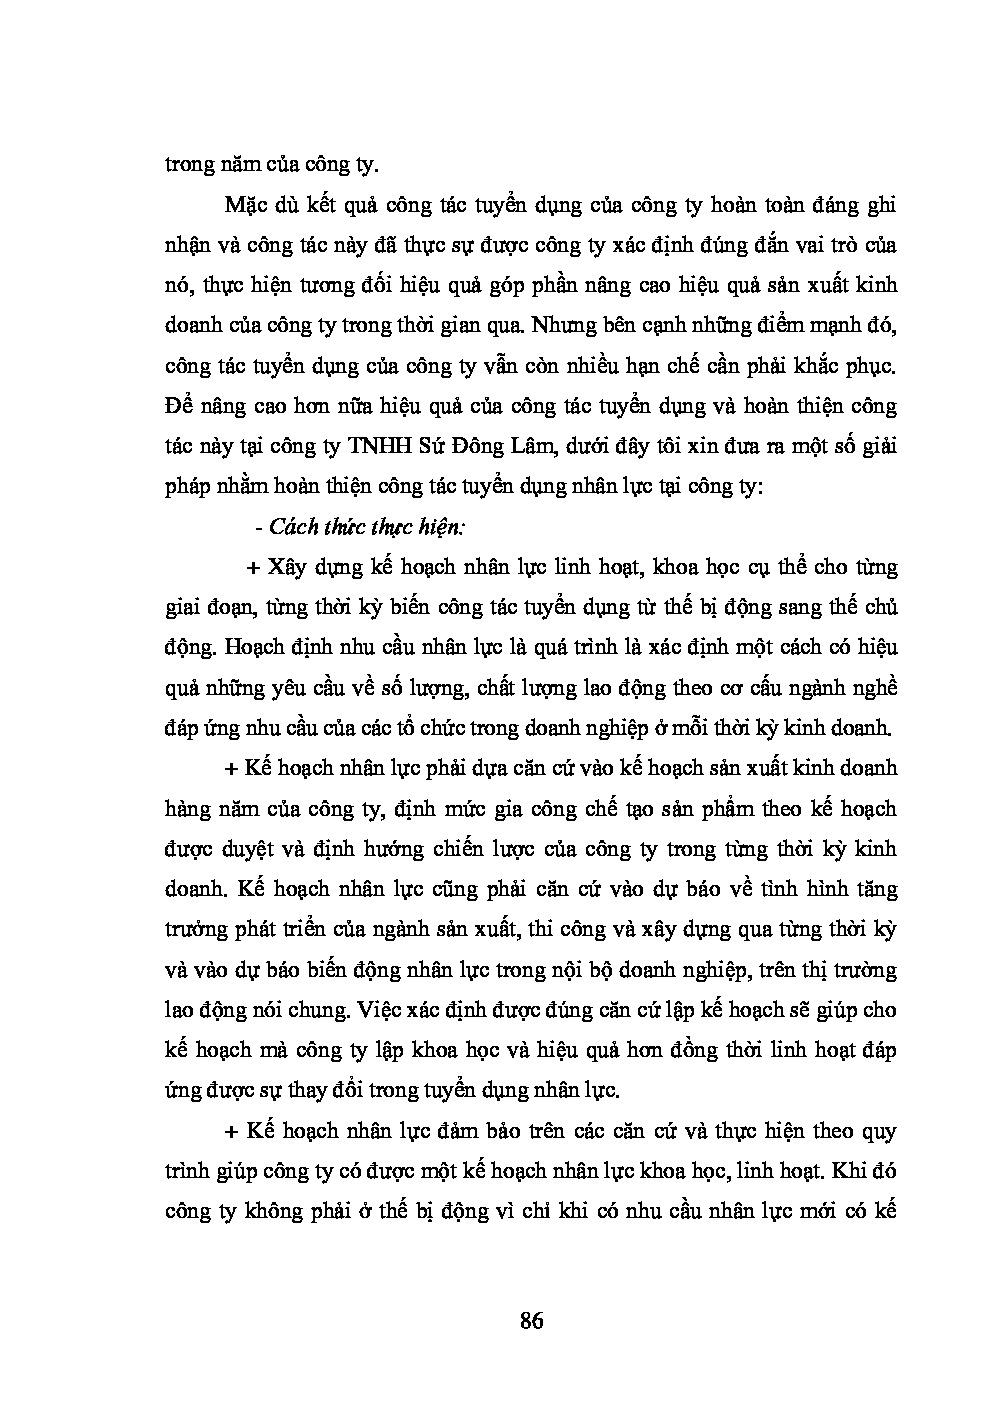 trong năm của công ty.
Mặc dù kết quả công tác tuyển dụng của công ty hoàn toàn đáng ghi
nhận và công tác này đã thực sự được công ty xác định đúng đắn vai trò của
nó, thực hiện tương đối hiệu quả góp phần nâng cao hiệu quả sản xuất kinh
doanh của công ty trong thời gian qua. Nhưng bên cạnh những điểm mạnh đó,
công tác tuyển dụng của công ty vẫn còn nhiều hạn chế cần phải khắc phục.
Để nâng cao hơn nữa hiệu quả của công tác tuyển dụng và hoàn thiện công
tác này tại công ty TNHH Sứ Đông Lâm, dưới đây tôi xin đưa ra một số giải
pháp nhằm hoàn thiện công tác tuyển dụng nhân lực tại công ty:
- Cách thức thực hiện:
+ Xây dựng kế hoạch nhân lực linh hoạt, khoa học cụ thể cho từng
giai đoạn, từng thời kỳ biến công tác tuyển dụng từ thế bị động sang thế chủ
động. Hoạch định nhu cầu nhân lực là quá trình là xác định một cách có hiệu
quả những yêu cầu về số lượng, chất lượng lao động theo cơ cấu ngành nghề
đáp ứng nhu cầu của các tổ chức trong doanh nghiệp ở mỗi thời kỳ kinh doanh.
+ Kế hoạch nhân lực phải dựa căn cứ vào kế hoạch sản xuất kinh doanh
hàng năm của công ty, định mức gia công chế tạo sản phẩm theo kế hoạch
được duyệt và định hướng chiến lược của công ty trong từng thời kỳ kinh
doanh. Kế hoạch nhân lực cũng phải căn cứ vào dự báo về tình hình tăng
trưởng phát triển của ngành sản xuất, thi công và xây dựng qua từng thời kỳ
và vào dự báo biến động nhân lực trong nội bộ doanh nghiệp, trên thị trường
lao động nói chung. Việc xác định được đúng căn cứ lập kế hoạch sẽ giúp cho
kế hoạch mà công ty lập khoa học và hiệu quả hơn đồng thời linh hoạt đáp
ứng được sự thay đổi trong tuyển dụng nhân lực.
+ Kế hoạch nhân lực đảm bảo trên các căn cứ và thực hiện theo quy
trình giúp công ty có được một kế hoạch nhân lực khoa học, linh hoạt. Khi đó
công ty không phải ở thế bị động vì chỉ khi có nhu cầu nhân lực mới có kế
86